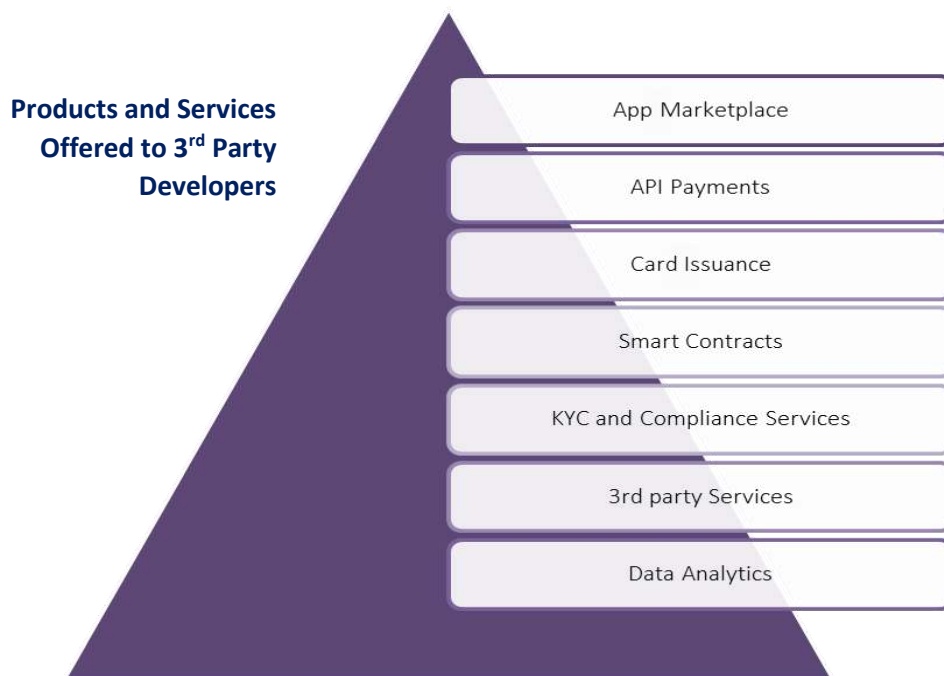 Products and Services
Offered to 3rd Party
Developers
App Marketplace
API Payments
Card Issuance
Smart Contracts
KYC and Compliance Services
3rd party Services
Data Analytics